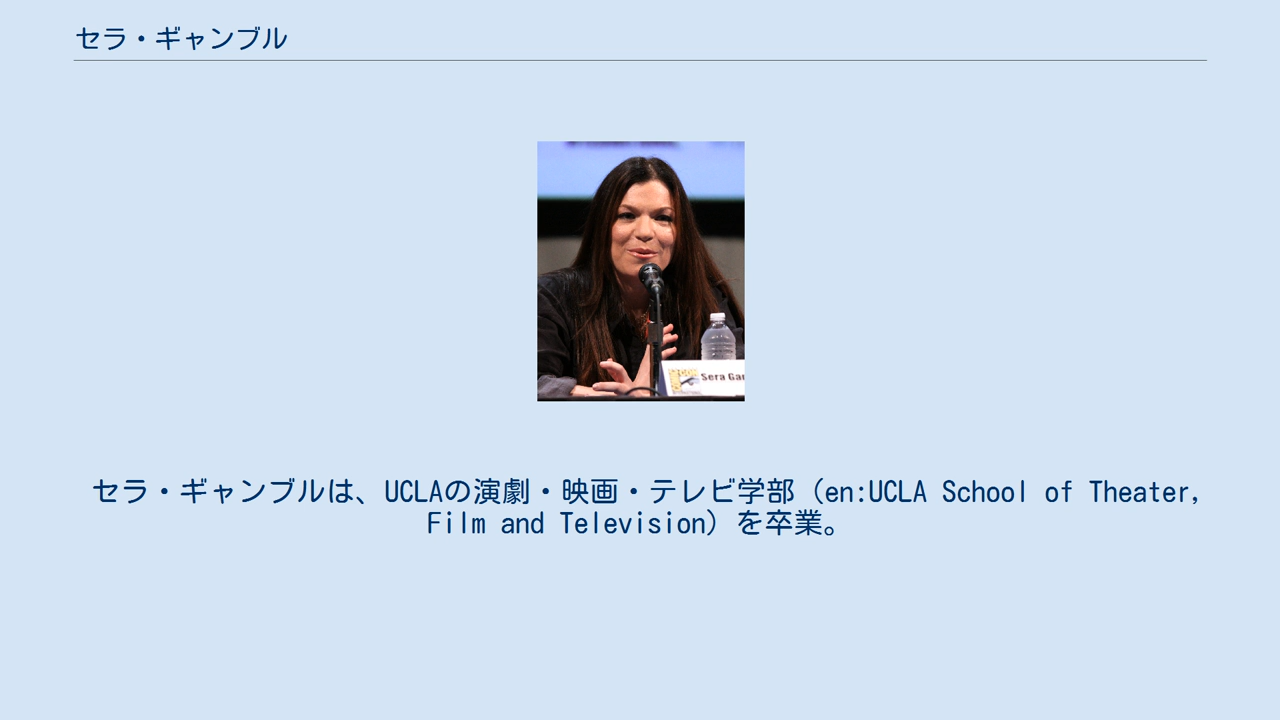 セラ・ギャンブル
Sera Gam
セラ・ギャンブルは、UCLAの演劇・映画・テレビ学部（en:UCLA School of Theater,
Film and Television）を卒業。